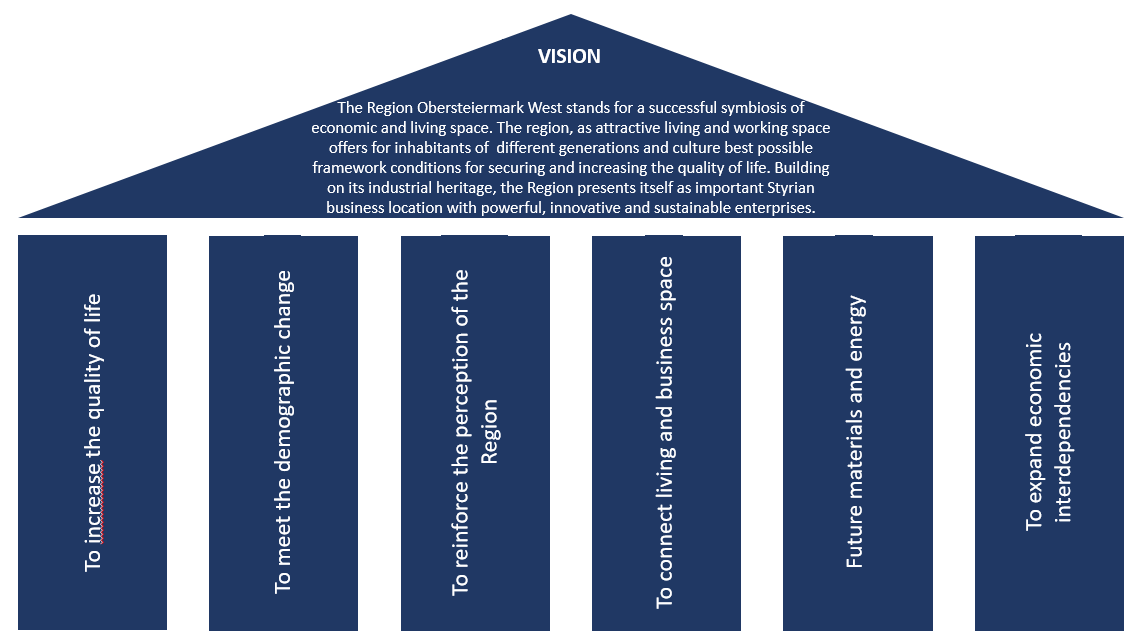 VISION
The Region Obersteiermark West stands for a successful symbiosis of
economic and living space. The region, as attractive living and working space
offers for inhabitants of  different generations and culture best possible
framework conditions for securing and increasing the quality of life. Building
on its industrial heritage, the Region presents itself as important Styrian
business location with powerful, innovative and sustainable enterprises.
To increase the quality of life
To meet the demographic change
To reinforce the perception of the
Region
To connect living and business space
Future materials and energy
To expand economic
interdependencies